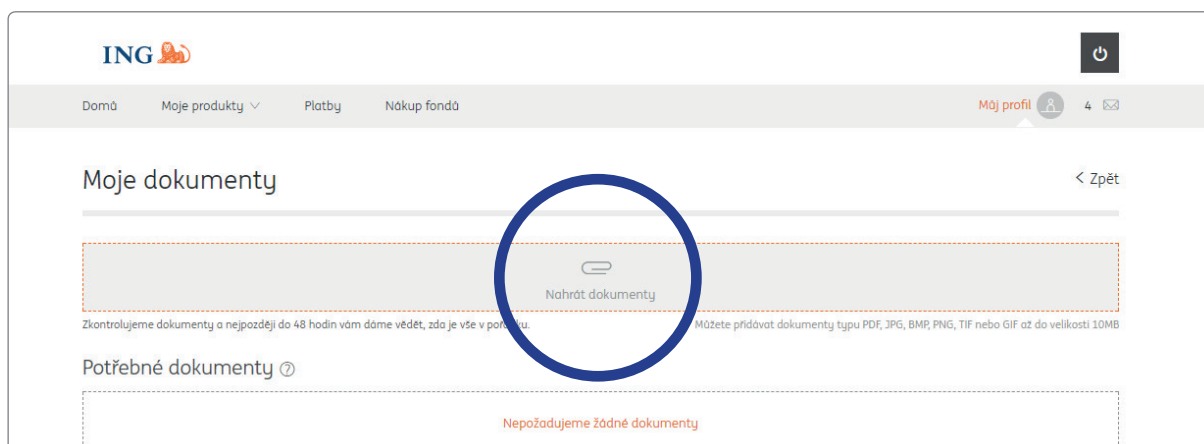 ING
Domů Moje produkty Platby Nákup fondů Můj profil 4
Moje dokumenty < Zpět
Nahrát dokumenty
Zkontrolujeme dokumenty a nejpozději do 48 hodin vám dáme vědět, zda je vše v pořádku. Můžete přidávat dokumenty typu PDF, JPG, BMP, PNG, TIF nebo GIF až do velikosti 10MB
Potřebné dokumenty ?
Nepožadujeme žádné dokumenty